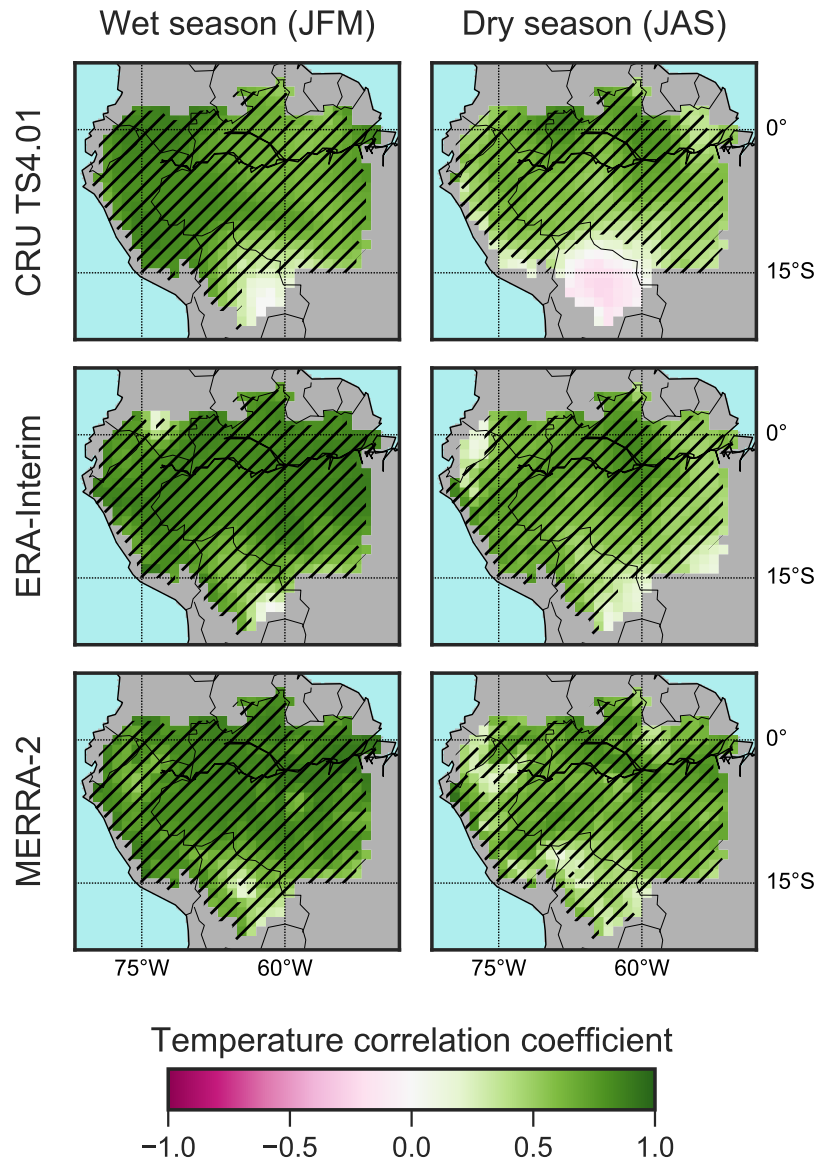 Wet season (JFM)
Dry season (JAS)
CRU TS4.01
0°
15°S
ERA-Interim
0°
15°S
MERRA-2
0°
15°S
75°W
60°W
75°W
60°W
Temperature correlation coefficient
−1.0
−0.5
0.0
0.5
1.0